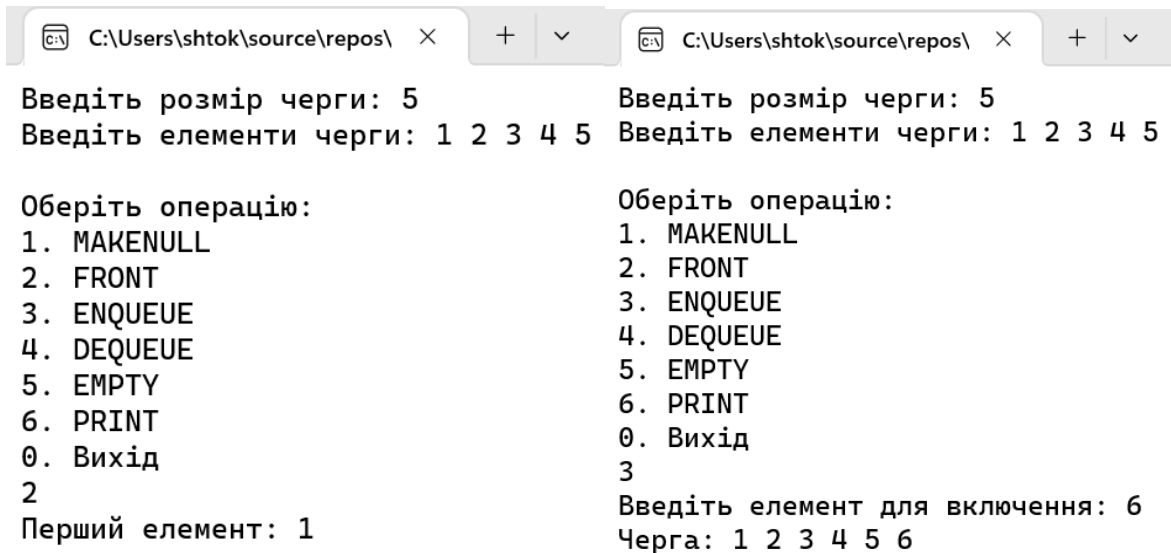 C:\Users\shtok\source\repos\
Введіть розмір черги: 5
Введіть елементи черги: 1 2 3 4 5
Оберіть операцію:
1. MAKENULL
2. FRONT
3. ENQUEUE
4. DEQUEUE
5. EMPTY
6. PRINT
0. Вихід
2
Перший елемент: 1
C:\Users\shtok\source\repos\
Введіть розмір черги: 5
Введіть елементи черги: 1 2 3 4 5
Оберіть операцію:
1. MAKENULL
2. FRONT
3. ENQUEUE
4. DEQUEUE
5. EMPTY
6. PRINT
0. Вихід
3
Введіть елемент для включення: 6
Черга: 1 2 3 4 5 6